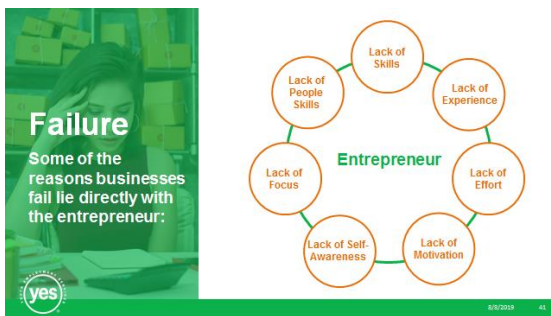 Failure
Some of the
reasons businesses
fail lie directly with
the entrepreneur:
Lack of
Skills
Lack of
Experience
Lack of
Effort
Lack of
Motivation
Lack of Self-
Awareness
Lack of
Focus
Lack of
People
Skills
Entrepreneur
yes
8/8/2019
41